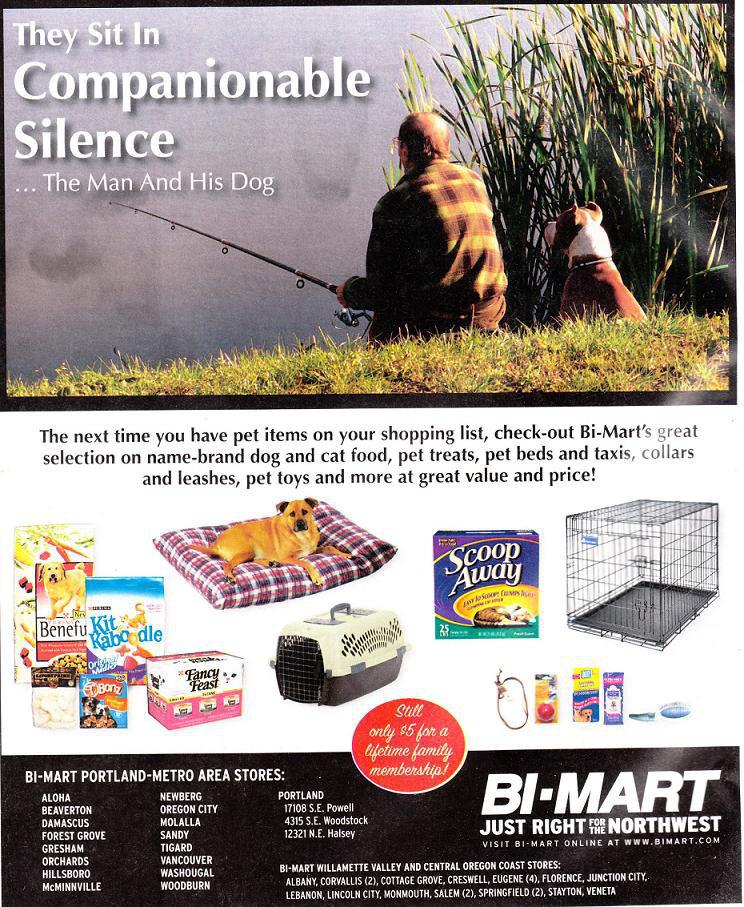 They Sit In
Companionable
Silence
... The Man And His Dog
The next time you have pet items on your shopping list, check-out Bi-Mart's great
selection on name-brand dog and cat food, pet treats, pet beds and taxis, collars
and leashes, pet toys and more at great value and price!
Beneful
PURINA
Kit
Kaboodle
Original
Medley
Bonz
Fancy
Feast
Scoop
Away
25
Still
only $5 for a
lifetime family
membership!
BI-MART PORTLAND-METRO AREA STORES:
ALOHA
BEAVERTON
DAMASCUS
FOREST GROVE
GRESHAM
ORCHARDS
HILLSBORO
McMINNVILLE
NEWBERG
OREGON CITY
MOLALLA
SANDY
TIGARD
VANCOUVER
WASHOUGAL
WOODBURN
PORTLAND
17108 S.E. Powell
4315 S.E. Woodstock
12321 N.E. Halsey
BI-MART
JUST RIGHT FOR THE NORTHWEST
VISIT BI-MART ONLINE AT WWW.BIMART.COM
BI-MART WILLAMETTE VALLEY AND CENTRAL OREGON COAST STORES:
ALBANY, CORVALLIS (2), COTTAGE GROVE, CRESWELL, EUGENE (4), FLORENCE, JUNCTION CITY,
LEBANON, LINCOLN CITY, MONMOUTH, SALEM (2), SPRINGFIELD (2), STAYTON, VENETA